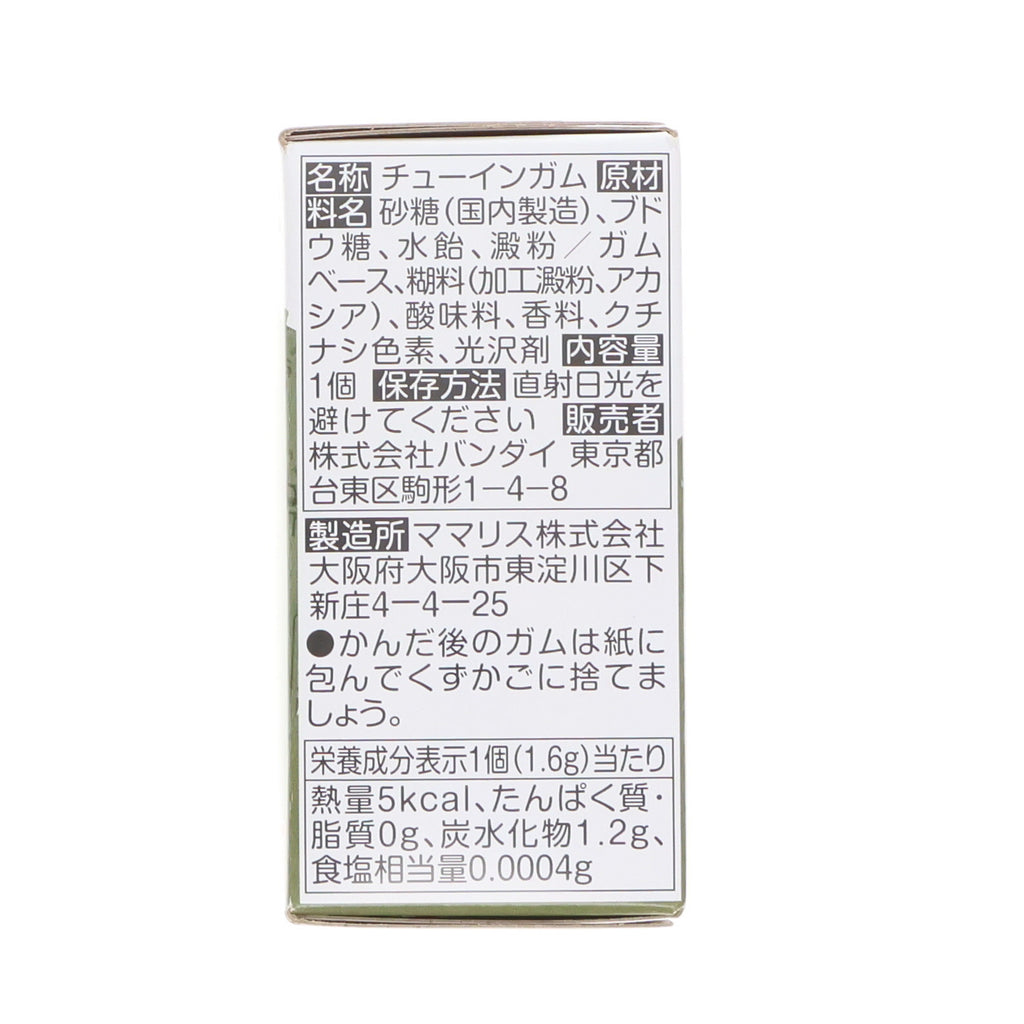 名称 チューインガム 原材
料名 砂糖(国内製造)、ブド
ウ糖、水飴、澱粉／ガム
ベース、糊料(加工澱粉、アカ
シア)、酸味料、香料、クチ
ナシ色素、光沢剤 内容量
1個 保存方法 直射日光を
避けてください 販売者
株式会社バンダイ 東京都
台東区駒形1−4−8
製造所 ママリス株式会社
大阪府大阪市東淀川区下
新庄4−4−25
●かんだ後のガムは紙に
包んでくずかごに捨てま
しょう。
栄養成分表示1個(1.6g)当たり
熱量5kcal、たんぱく質・
脂質0g、炭水化物1.2g、
食塩相当量0.0004g